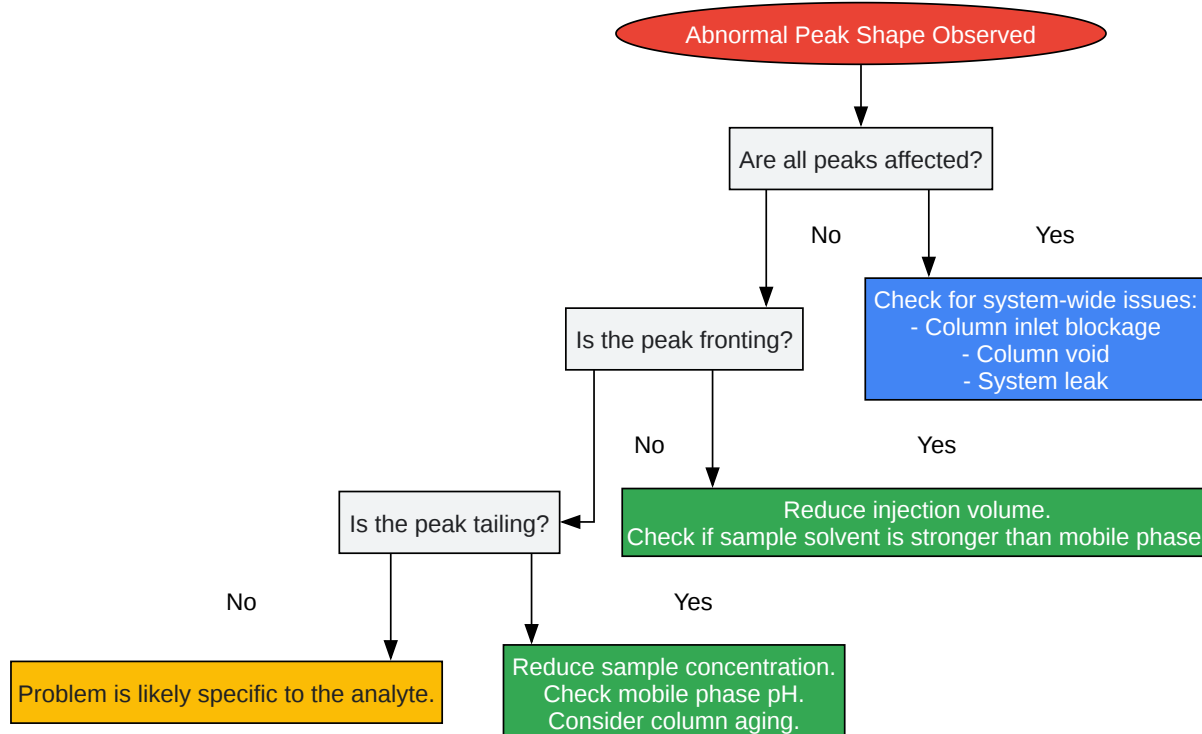 Abnormal Peak Shape Observed
Are all peaks affected?
No
Yes
Check for system-wide issues:
- Column inlet blockage
- Column void
- System leak
Is the peak fronting?
No
Yes
Reduce injection volume.
Check if sample solvent is stronger than mobile phase
Is the peak tailing?
No
Yes
Problem is likely specific to the analyte.
Reduce sample concentration.
Check mobile phase pH.
Consider column aging.